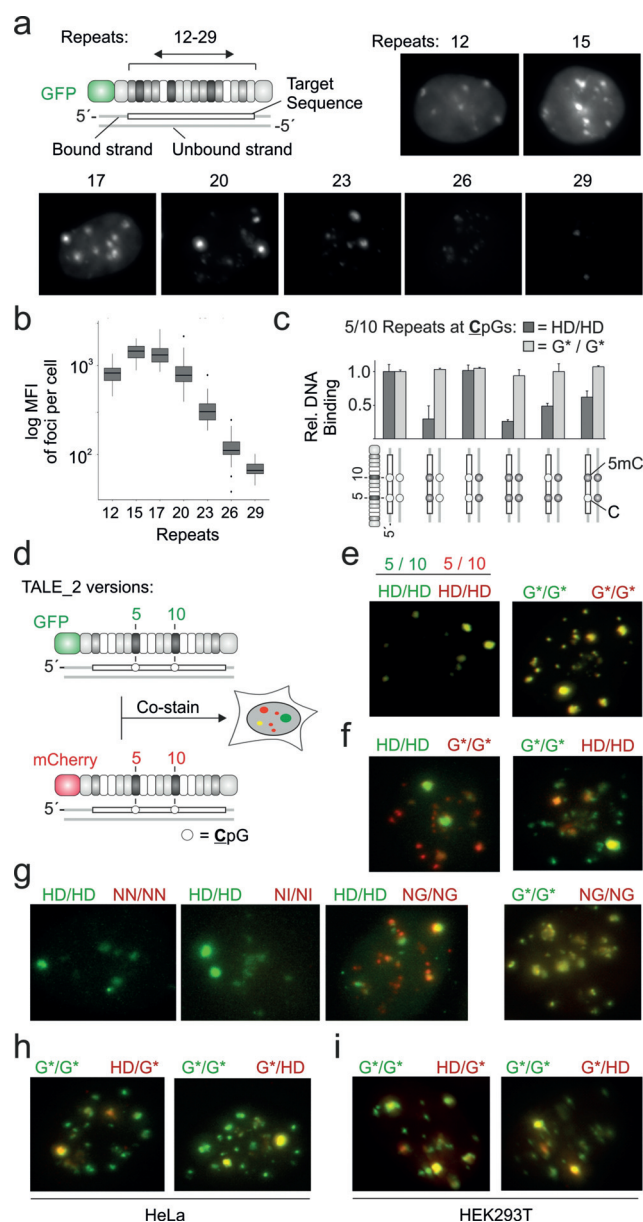 a
Repeats: 12-29
GFP
Target
Sequence
5´-
-5´
Bound strand Unbound strand
Repeats: 12 15
17 20 23 26 29
b
log MFI
of foci per cell
10³
10²
12 15 17 20 23 26 29
Repeats
c
5/10 Repeats at CpGs: = HD/HD
= G* / G*
Rel. DNA
Binding
1.0
0.5
10
5
5´-
5mC
C
d
TALE_2 versions:
GFP 5 10
5´-
Co-stain
mCherry 5 10
5´-
= CpG
e
5 / 10 5 / 10
HD/HD HD/HD G*/G* G*/G*
f
HD/HD G*/G* G*/G* HD/HD
g
HD/HD NN/NN HD/HD NI/NI HD/HD NG/NG G*/G* NG/NG
h
G*/G* HD/G* G*/G* G*/HD
HeLa
i
G*/G* HD/G* G*/G* G*/HD
HEK293T